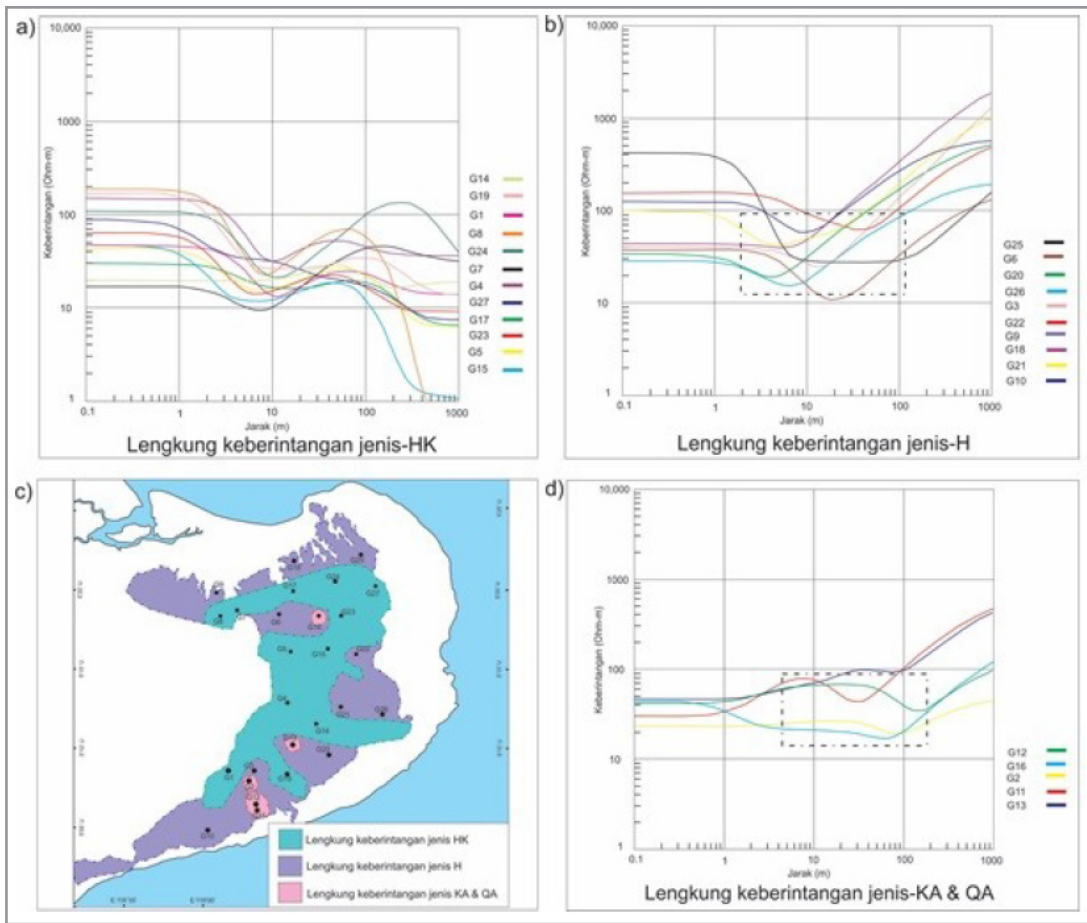 a)
10,000
1000
100
10
1
Keberintangan (Ohm-m)
0.1
1
10
100
1000
Jarak (m)
G14
G19
G1
G8
G24
G7
G4
G27
G17
G23
G5
G15
Lengkung keberintangan jenis-HK
b)
10,000
1000
100
10
1
Keberintangan (Ohm-m)
0.1
1
10
100
1000
Jarak (m)
G25
G6
G20
G26
G3
G22
G9
G18
G21
G10
Lengkung keberintangan jenis-H
c)
G23
G15
G4
G14
G1
Lengkung keberintangan jenis HK
Lengkung keberintangan jenis H
Lengkung keberintangan jenis KA & QA
d)
10,000
1000
100
10
1
Keberintangan (Ohm-m)
0.1
1
10
100
1000
Jarak (m)
G12
G16
G2
G11
G13
Lengkung keberintangan jenis-KA & QA